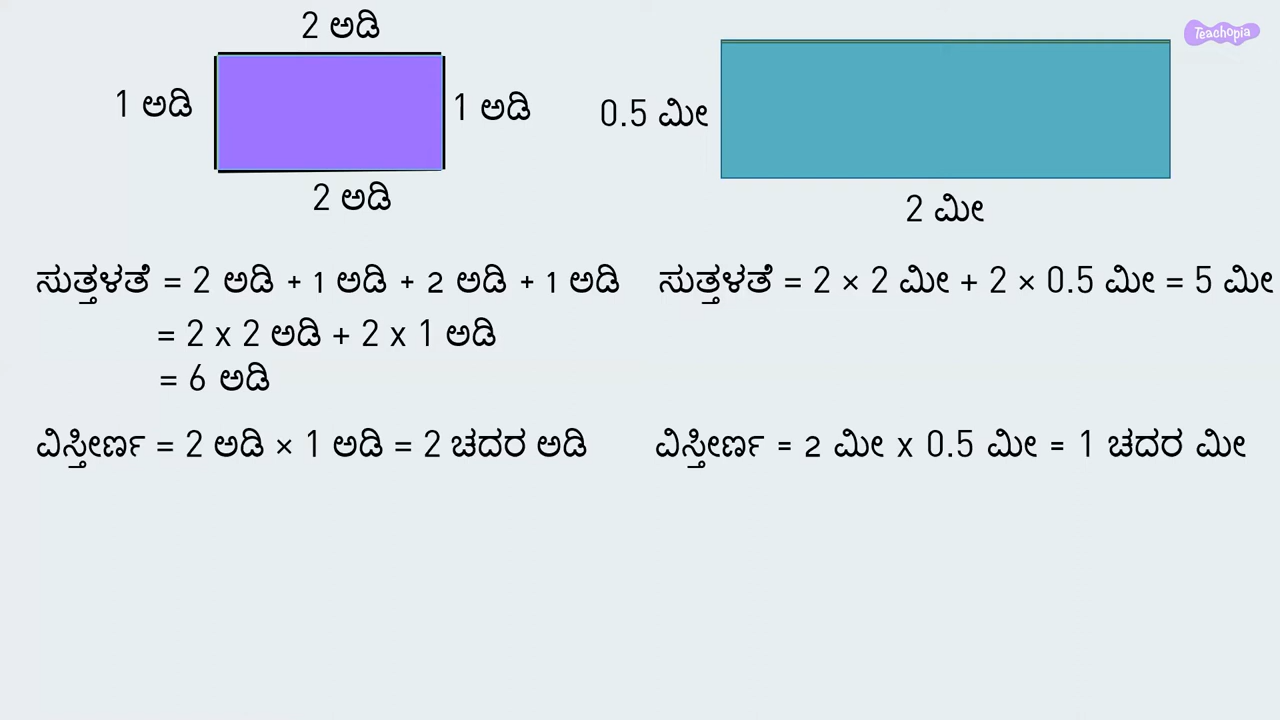 2 ಅಡಿ
1 ಅಡಿ
1 ಅಡಿ
2 ಅಡಿ
ಸುತ್ತಳತೆ = 2 ಅಡಿ + 1 ಅಡಿ + 2 ಅಡಿ + 1 ಅಡಿ
= 2 x 2 ಅಡಿ + 2 x 1 ಅಡಿ
= 6 ಅಡಿ
ವಿಸ್ತೀರ್ಣ = 2 ಅಡಿ × 1 ಅಡಿ = 2 ಚದರ ಅಡಿ
Teachopia
0.5 ಮೀ
2 ಮೀ
ಸುತ್ತಳತೆ = 2 × 2 ಮೀ + 2 × 0.5 ಮೀ = 5 ಮೀ
ವಿಸ್ತೀರ್ಣ = 2 ಮೀ x 0.5 ಮೀ = 1 ಚದರ ಮೀ